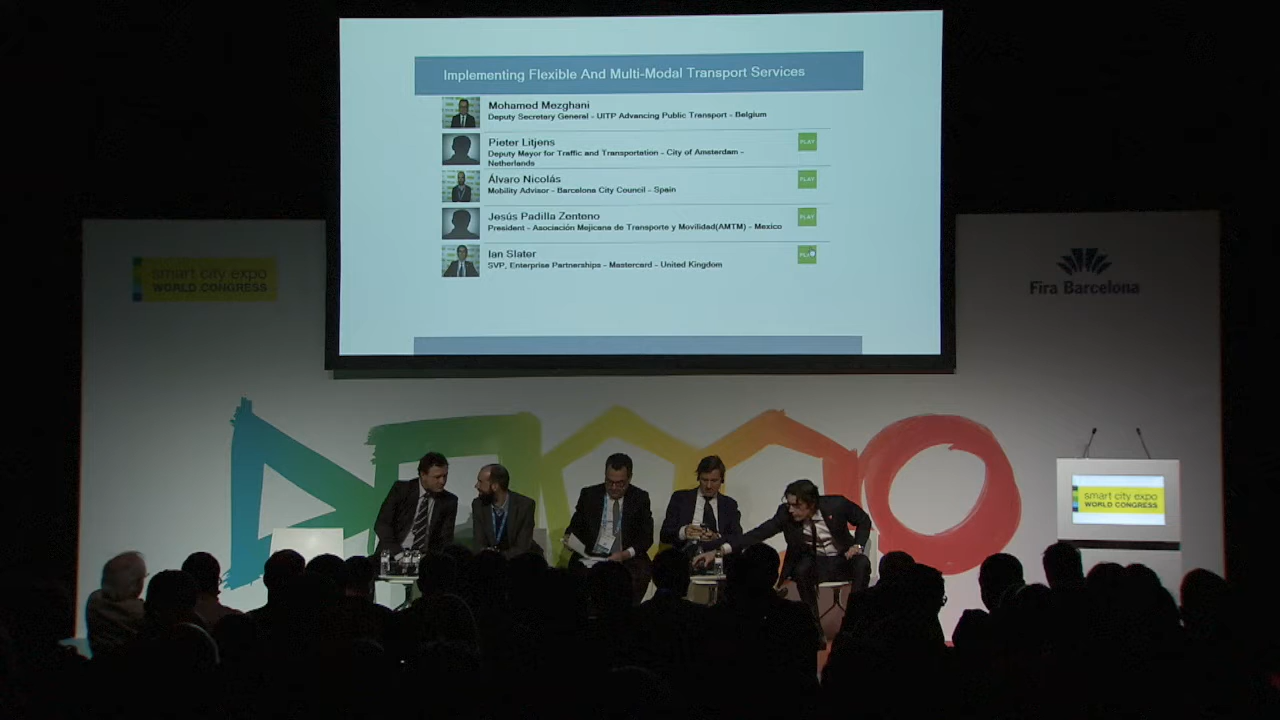 Implementing Flexible And Multi-Modal Transport Services
Mohamed Mezghani
Deputy Secretary General - UITP Advancing Public Transport - Belgium
Pieter Litjens
PLAY
Deputy Mayor for Traffic and Transportation - City of Amsterdam -
Netherlands
Álvaro Nicolás
PLAY
Mobility Advisor - Barcelona City Council - Spain
Jesús Padilla Zenteno
PLAY
President - Asociación Mejicana de Transporte y Movilidad(AMTM) - Mexico
Ian Slater
SVP, Enterprise Partnerships - Mastercard - United Kingdom
smart city expo
WORLD CONGRESS
Fira Barcelona
smart city expo
WORLD CONGRESS